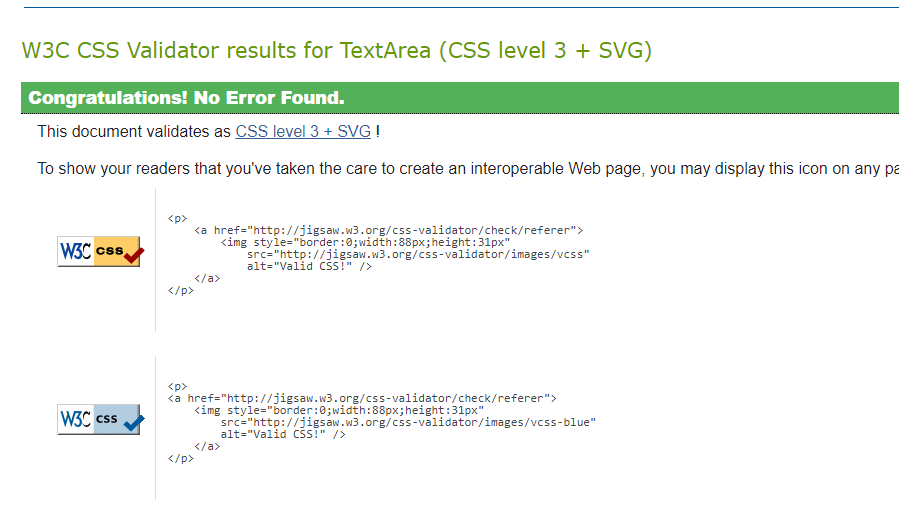 W3C CSS Validator results for TextArea (CSS level 3 + SVG)
Congratulations! No Error Found.
This document validates as CSS level 3 + SVG !
To show your readers that you've taken the care to create an interoperable Web page, you may display this icon on any
W3C css
<p>
    <a href="http://jigsaw.w3.org/css-validator/check/referer">
        <img style="border:0;width:88px;height:31px"
            src="http://jigsaw.w3.org/css-validator/images/vcss"
            alt="Valid CSS!" />
    </a>
</p>
W3C css
<p>
<a href="http://jigsaw.w3.org/css-validator/check/referer">
    <img style="border:0;width:88px;height:31px"
        src="http://jigsaw.w3.org/css-validator/images/vcss-blue"
        alt="Valid CSS!" />
    </a>
</p>